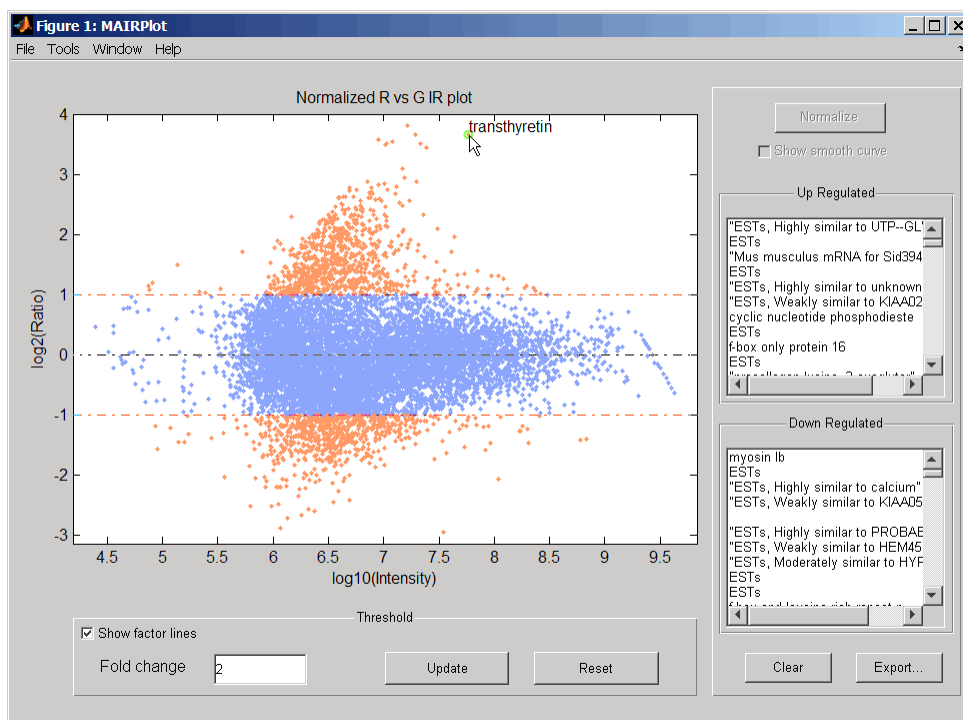 Figure 1: MAIRPlot
File Tools Window Help
Normalized R vs G IR plot
transthyretin
4
3
2
1
0
-1
-2
-3
log2(Ratio)
4.5 5 5.5 6 6.5 7 7.5 8 8.5 9 9.5
log10(Intensity)
Threshold
Show factor lines
Fold change
2
Update
Reset
Normalize
Show smooth curve
Up Regulated
"ESTs, Highly similar to UTP--GL
ESTs
"Mus musculus mRNA for Sid394
ESTs
"ESTs, Highly similar to unknown
"ESTs, Weakly similar to KIAA02
cyclic nucleotide phosphodieste
ESTs
f-box only protein 16
ESTs
Down Regulated
myosin Ib
ESTs
"ESTs, Highly similar to calcium"
"ESTs, Weakly similar to KIAA05
"ESTs, Highly similar to PROBAE
"ESTs, Weakly similar to HEM45
"ESTs, Moderately similar to HYF
ESTs
ESTs
Clear
Export...